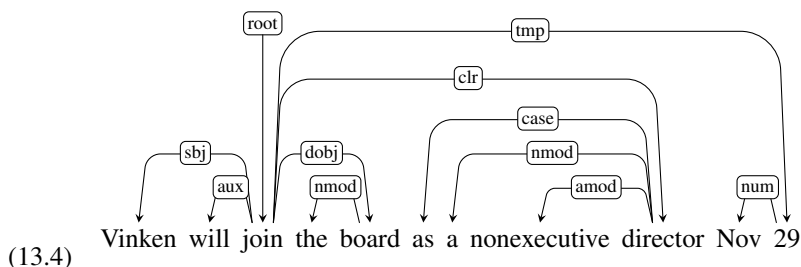 root
tmp
clr
case
sbj dobj nmod
aux nmod amod num
Vinken will join the board as a nonexecutive director Nov 29
(13.4)